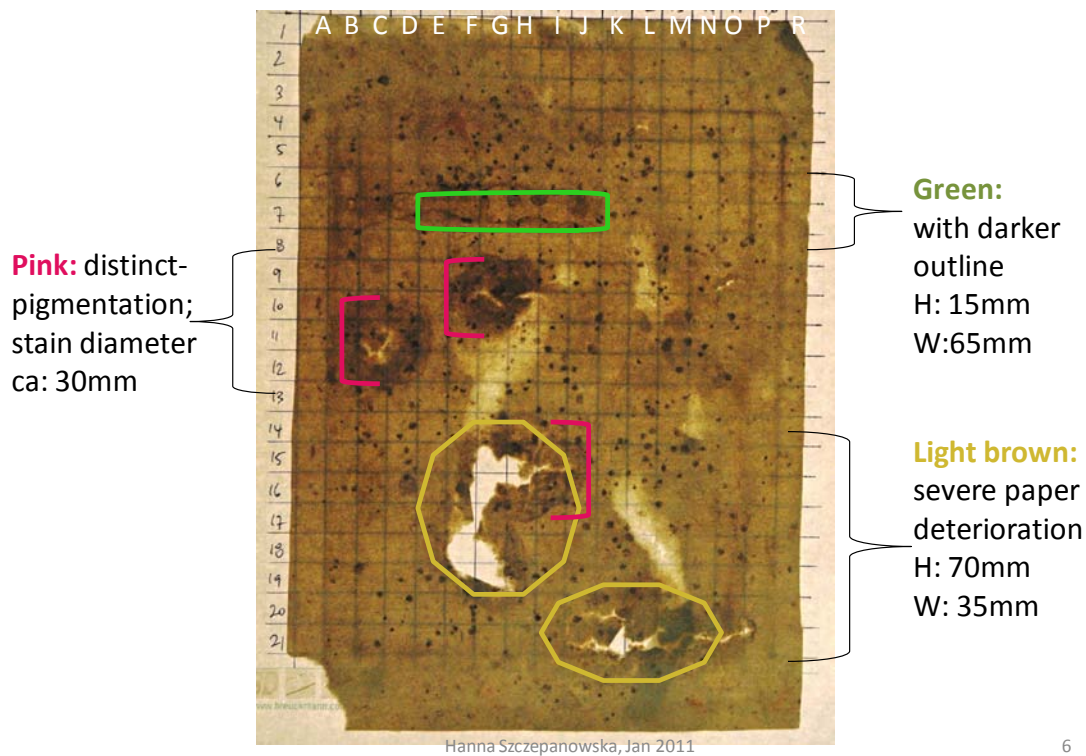 A B C D E F G H I J K L M N O P R
1
2
3
4
5
6
7
8
9
10
11
12
13
14
15
16
17
18
19
20
21
Pink: distinct-
pigmentation;
stain diameter
ca: 30mm
Green:
with darker
outline
H: 15mm
W:65mm
Light brown:
severe paper
deterioration
H: 70mm
W: 35mm
Hanna Szczepanowska, Jan 2011
6